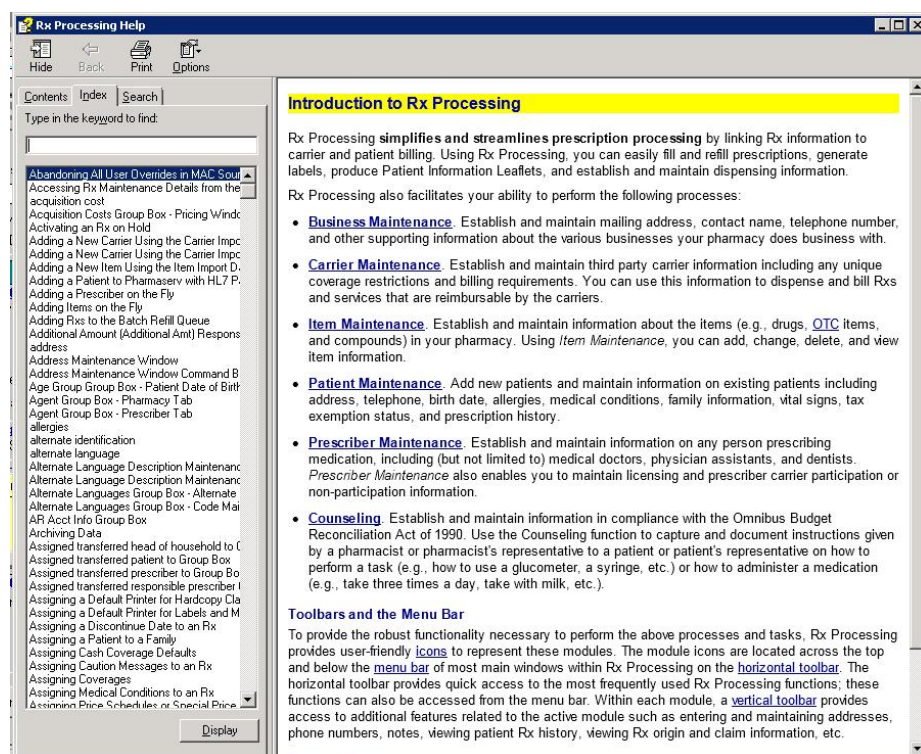 Rx Processing Help
Hide Back Print Options
Contents Index Search
Type in the keyword to find:
Abandoning All User Overrides in MAC Sour
Accessing Rx Maintenance Details from the
acquisition cost
Acquisition Costs Group Box - Pricing Windo
Activating an Rx on Hold
Adding a New Carrier Using the Carrier Impo
Adding a New Carrier Using the Carrier Impo
Adding a New Item Using the Item Import D
Adding a Patient to Pharmaserv with HL7 P
Adding a Prescriber on the Fly
Adding Items on the Fly
Adding Rxs to the Batch Refill Queue
Additional Amount (Additional Amt) Respons
address
Address Maintenance Window
Address Maintenance Window Command B
Age Group Group Box - Patient Date of Birth
Agent Group Box - Pharmacy Tab
Agent Group Box - Prescriber Tab
allergies
alternate identification
alternate language
Alternate Language Description Maintenanc
Alternate Language Description Maintenanc
Alternate Languages Group Box - Alternate
Alternate Languages Group Box - Code Mai
AR Acct Info Group Box
Archiving Data
Assigned transferred head of household to
Assigned transferred patient to Group Box
Assigned transferred prescriber to Group Bo
Assigned transferred responsible prescriber
Assigning a Default Printer for Hardcopy Cla
Assigning a Default Printer for Labels and M
Assigning a Discontinue Date to an Rx
Assigning a Patient to a Family
Assigning Cash Coverage Defaults
Assigning Caution Messages to an Rx
Assigning Coverages
Assigning Medical Conditions to an Rx
Assigning Price Schedules or Special Price
Display
Introduction to Rx Processing
Rx Processing simplifies and streamlines prescription processing by linking Rx information to
carrier and patient billing. Using Rx Processing, you can easily fill and refill prescriptions, generate
labels, produce Patient Information Leaflets, and establish and maintain dispensing information.
Rx Processing also facilitates your ability to perform the following processes:
• Business Maintenance. Establish and maintain mailing address, contact name, telephone number,
and other supporting information about the various businesses your pharmacy does business with.
• Carrier Maintenance. Establish and maintain third party carrier information including any unique
coverage restrictions and billing requirements. You can use this information to dispense and bill Rxs
and services that are reimbursable by the carriers.
• Item Maintenance. Establish and maintain information about the items (e.g., drugs, OTC items,
and compounds) in your pharmacy. Using Item Maintenance, you can add, change, delete, and view
item information.
• Patient Maintenance. Add new patients and maintain information on existing patients including
address, telephone, birth date, allergies, medical conditions, family information, vital signs, tax
exemption status, and prescription history.
• Prescriber Maintenance. Establish and maintain information on any person prescribing
medication, including (but not limited to) medical doctors, physician assistants, and dentists.
Prescriber Maintenance also enables you to maintain licensing and prescriber carrier participation or
non-participation information.
• Counseling. Establish and maintain information in compliance with the Omnibus Budget
Reconciliation Act of 1990. Use the Counseling function to capture and document instructions given
by a pharmacist or pharmacist's representative to a patient or patient's representative on how to
perform a task (e.g., how to use a glucometer, a syringe, etc.) or how to administer a medication
(e.g., take three times a day, take with milk, etc.).
Toolbars and the Menu Bar
To provide the robust functionality necessary to perform the above processes and tasks, Rx Processing
provides user-friendly icons to represent these modules. The module icons are located across the top
and below the menu bar of most main windows within Rx Processing on the horizontal toolbar. The
horizontal toolbar provides quick access to the most frequently used Rx Processing functions; these
functions can also be accessed from the menu bar. Within each module, a vertical toolbar provides
access to additional features related to the active module such as entering and maintaining addresses,
phone numbers, notes, viewing patient Rx history, viewing Rx origin and claim information, etc.